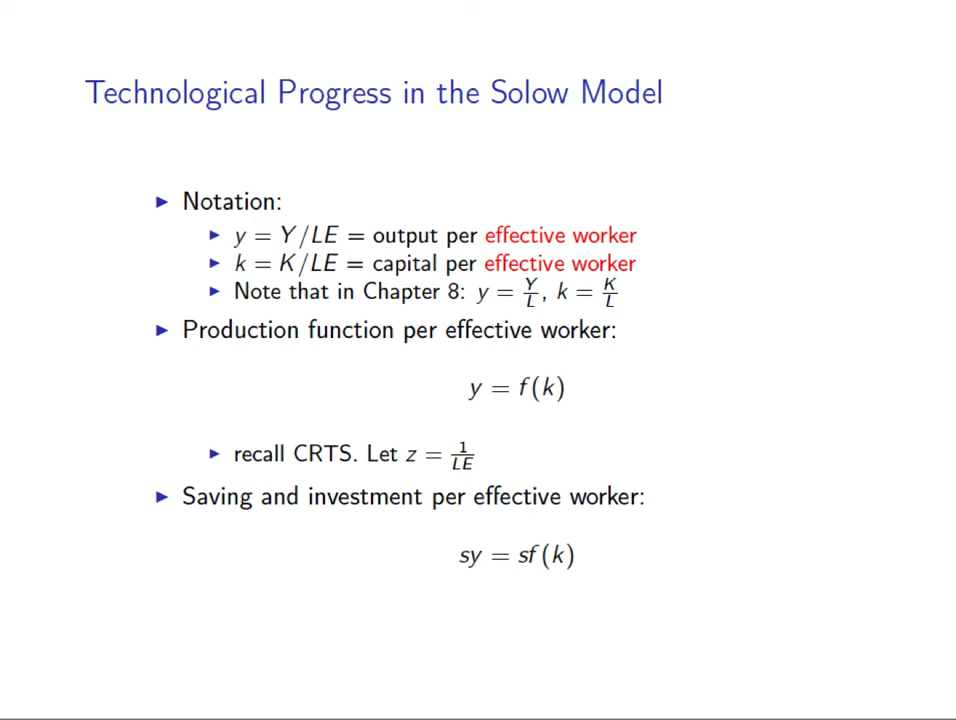 Technological Progress in the Solow Model
▶ Notation:
▶ y = Y/LE = output per effective worker
▶ k = K/LE = capital per effective worker
▶ Note that in Chapter 8: y = Y/L, k = K/L
▶ Production function per effective worker:
y = f(k)
▶ recall CRTS. Let z = 1/LE
▶ Saving and investment per effective worker:
sy = sf(k)